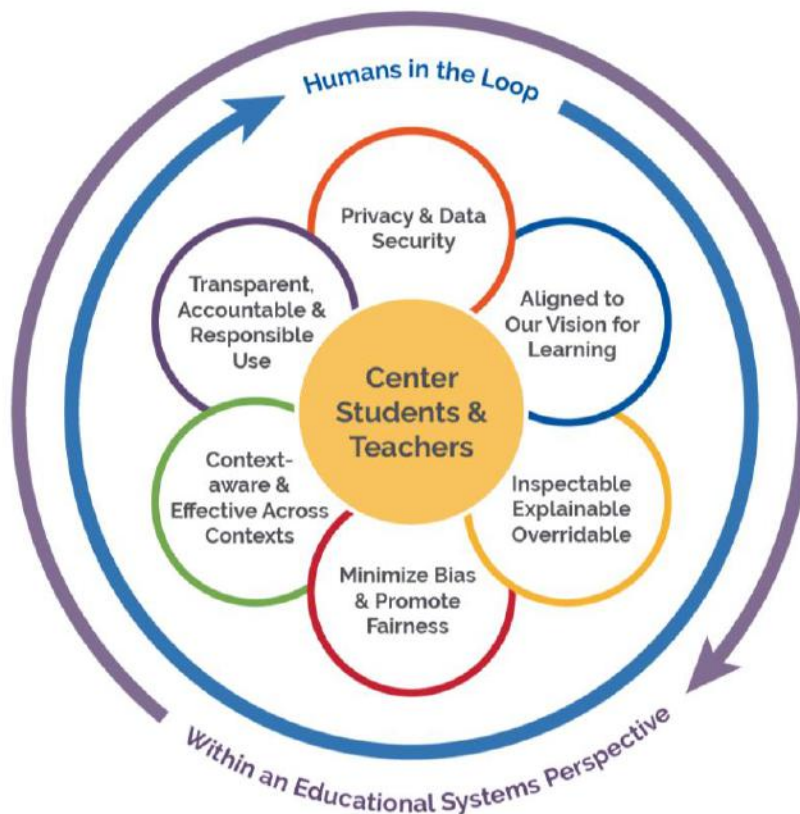 Humans in the Loop
Privacy & Data
Security
Aligned to
Our Vision for
Learning
Inspectable
Explainable
Overridable
Minimize Bias
& Promote
Fairness
Context-
aware &
Effective Across
Contexts
Transparent,
Accountable &
Responsible
Use
Center
Students &
Teachers
Within an Educational Systems Perspective